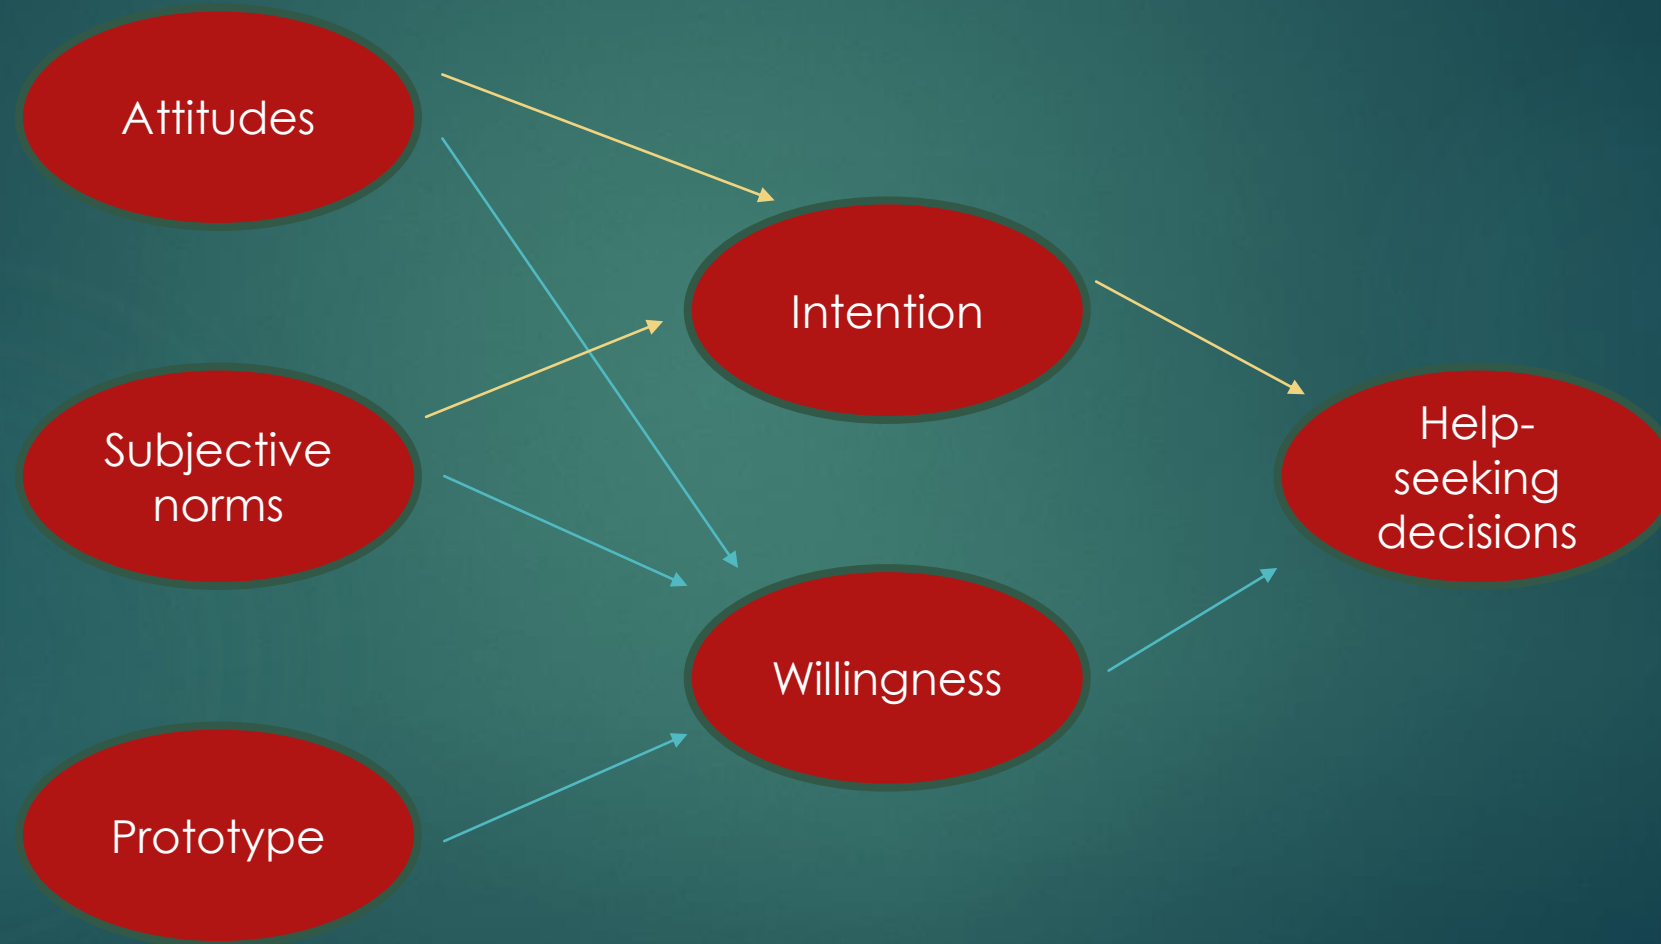 Attitudes
Intention
Subjective
norms
Help-
seeking
decisions
Willingness
Prototype